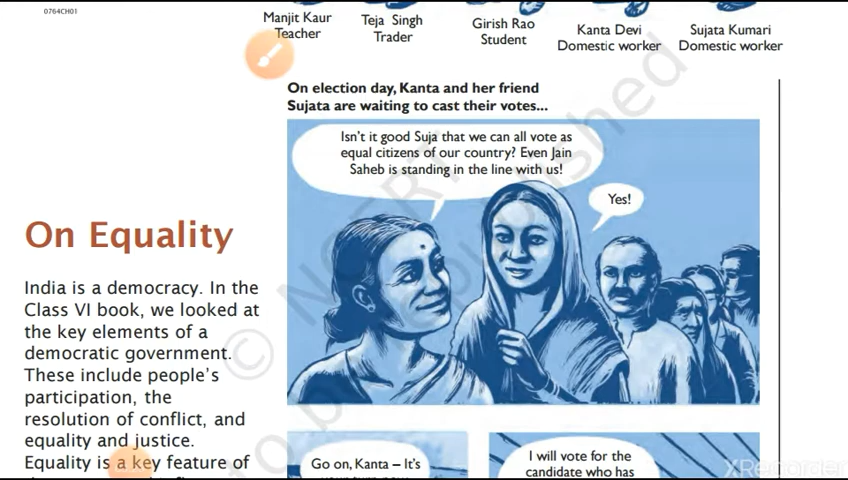 0764CH01
Manjit Kaur
Teacher
Teja Singh
Trader
Girish Rao
Student
Kanta Devi
Domestic worker
Sujata Kumari
Domestic worker
On election day, Kanta and her friend
Sujata are waiting to cast their votes...
Isn't it good Suja that we can all vote as
equal citizens of our country? Even Jain
Saheb is standing in the line with us!
Yes!
On Equality
India is a democracy. In the
Class VI book, we looked at
the key elements of a
democratic government.
These include people's
participation, the
resolution of conflict, and
equality and justice.
Equality is a key feature of
Go on, Kanta – It's
I will vote for the
candidate who has
© NCERT
to be republished
XRecorder